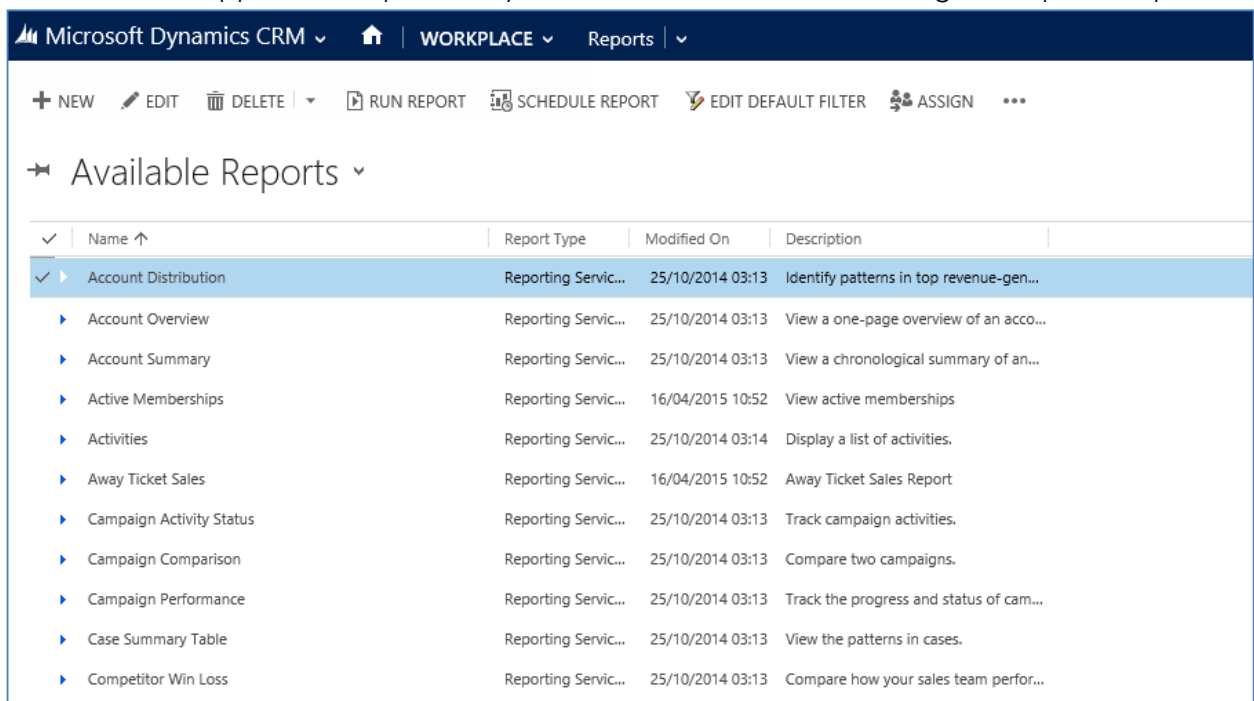 Microsoft Dynamics CRM WORKPLACE Reports
NEW EDIT DELETE RUN REPORT SCHEDULE REPORT EDIT DEFAULT FILTER ASSIGN •••
Available Reports
Name ↑ Report Type Modified On Description
Account Distribution Reporting Servic... 25/10/2014 03:13 Identify patterns in top revenue-gen...
Account Overview Reporting Servic... 25/10/2014 03:13 View a one-page overview of an acco...
Account Summary Reporting Servic... 25/10/2014 03:13 View a chronological summary of an...
Active Memberships Reporting Servic... 16/04/2015 10:52 View active memberships
Activities Reporting Servic... 25/10/2014 03:14 Display a list of activities.
Away Ticket Sales Reporting Servic... 16/04/2015 10:52 Away Ticket Sales Report
Campaign Activity Status Reporting Servic... 25/10/2014 03:13 Track campaign activities.
Campaign Comparison Reporting Servic... 25/10/2014 03:13 Compare two campaigns.
Campaign Performance Reporting Servic... 25/10/2014 03:13 Track the progress and status of cam...
Case Summary Table Reporting Servic... 25/10/2014 03:13 View the patterns in cases.
Competitor Win Loss Reporting Servic... 25/10/2014 03:13 Compare how your sales team perfor...